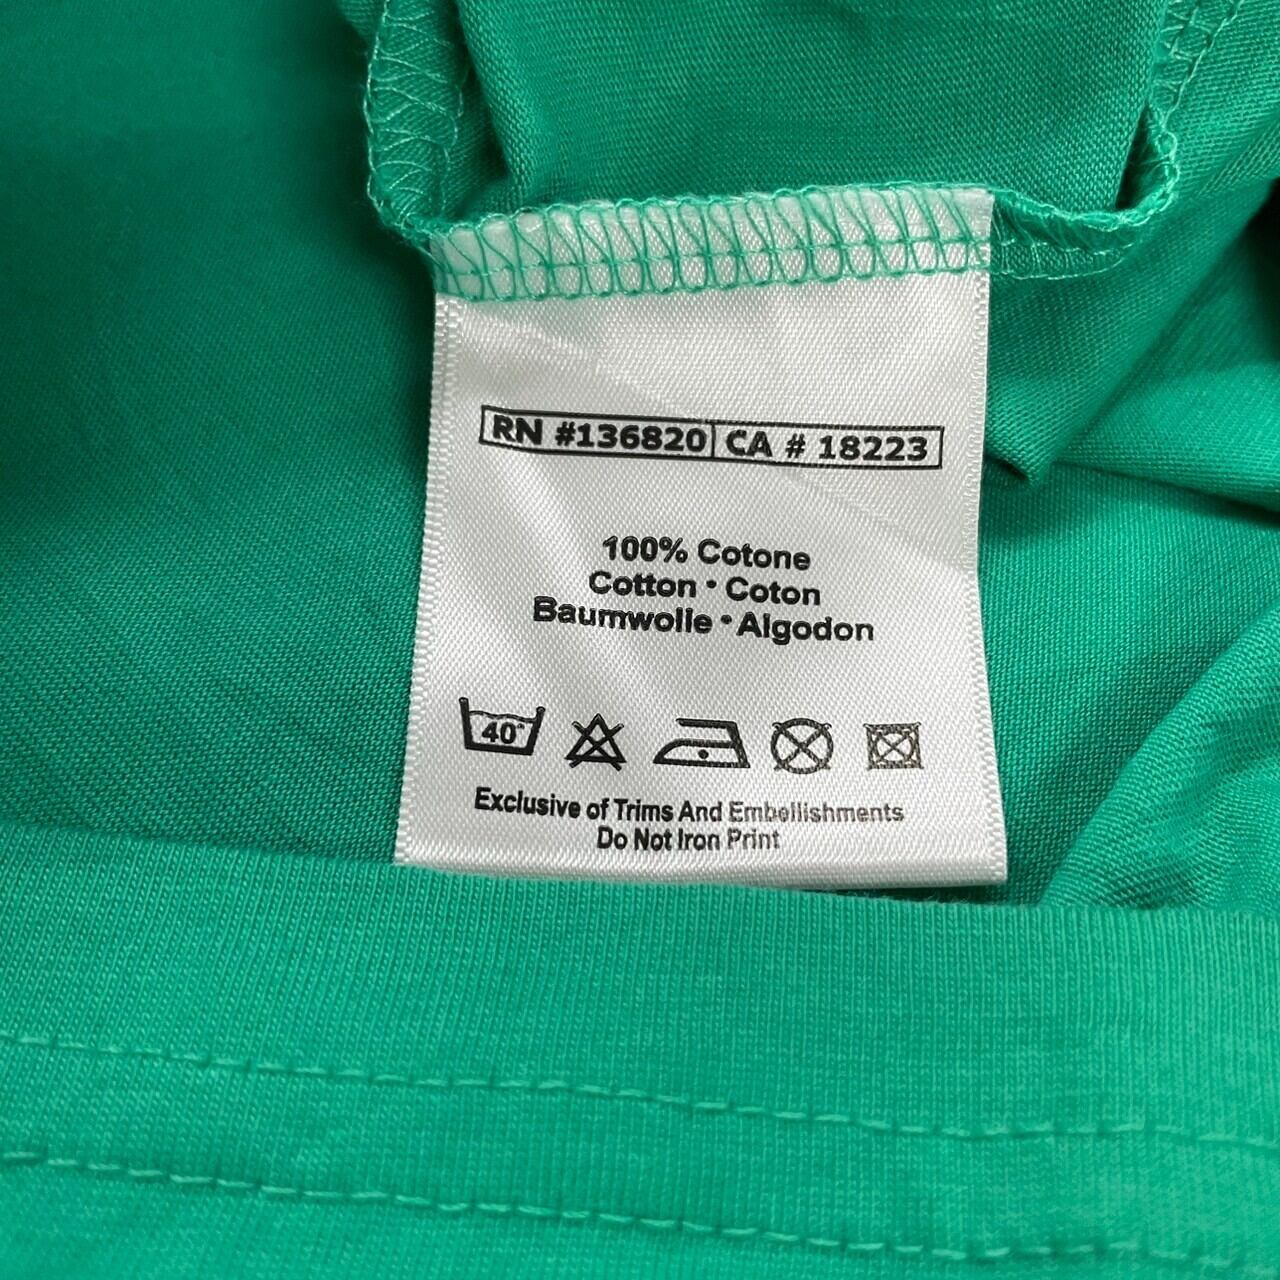 RN #136820 CA # 18223
100% Cotone
Cotton • Coton
Baumwolle • Algodon
40°
Exclusive of Trims And Embellishments
Do Not Iron Print